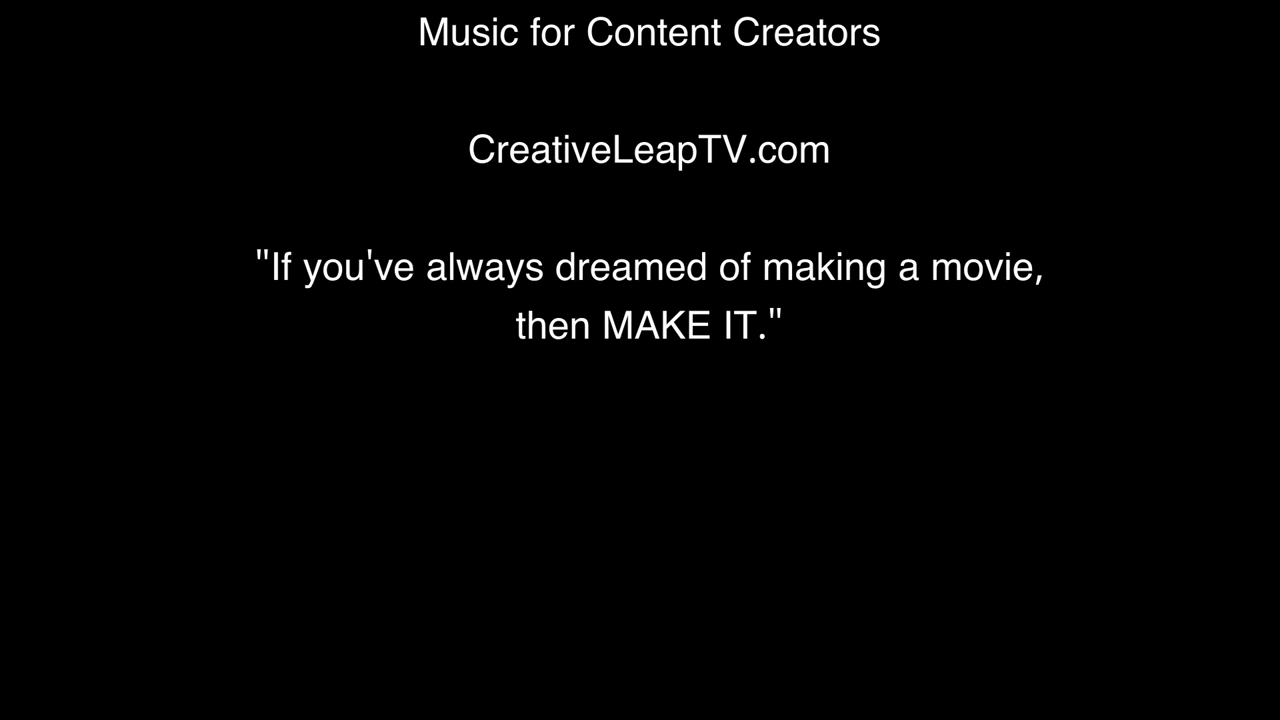 Music for Content Creators
CreativeLeapTV.com
"If you've always dreamed of making a movie,
then MAKE IT."